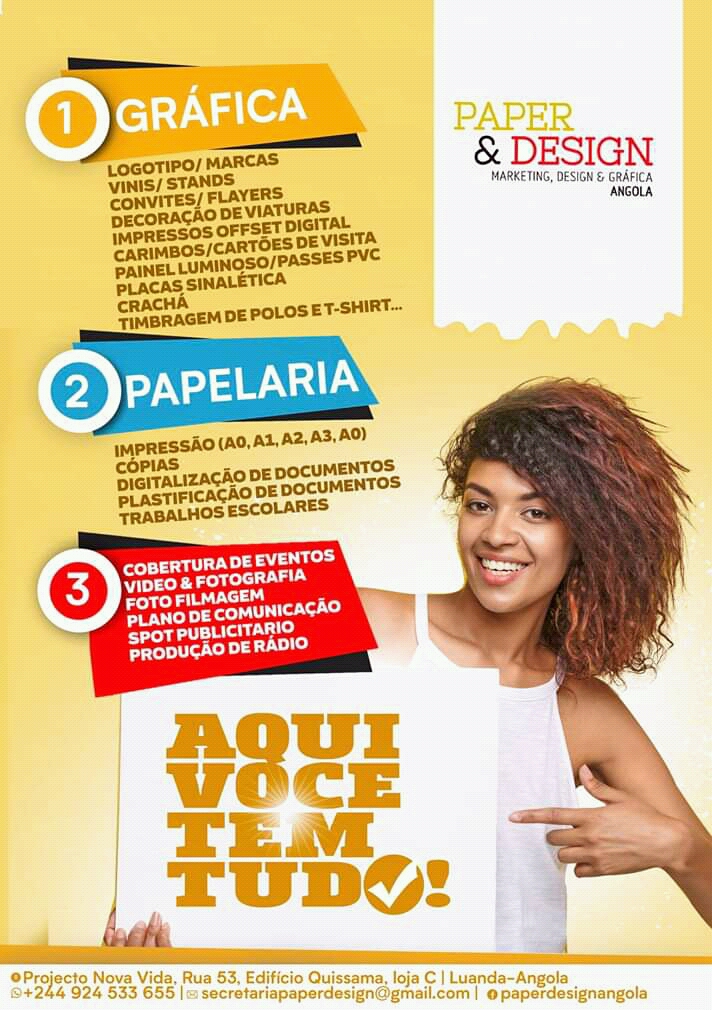 1
GRÁFICA
LOGOTIPO/ MARCAS
VINIS/ STANDS
CONVITES/ FLAYERS
DECORAÇÃO DE VIATURAS
IMPRESSOS OFFSET DIGITAL
CARIMBOS/CARTÕES DE VISITA
PAINEL LUMINOSO/PASSES PVC
PLACAS SINALÉTICA
CRACHÁ
TIMBRAGEM DE POLOS E T-SHIRT...
PAPER
& DESIGN
MARKETING, DESIGN & GRÁFICA
ANGOLA
2
PAPELARIA
IMPRESSÃO (A0, A1, A2, A3, A0)
CÓPIAS
DIGITALIZAÇÃO DE DOCUMENTOS
PLASTIFICAÇÃO DE DOCUMENTOS
TRABALHOS ESCOLARES
3
COBERTURA DE EVENTOS
VIDEO & FOTOGRAFIA
FOTO FILMAGEM
PLANO DE COMUNICAÇÃO
SPOT PUBLICITARIO
PRODUÇÃO DE RÁDIO
AQUI
VOCE
TEM
TUDO!
Projecto Nova Vida, Rua 53, Edifício Quissama, loja C | Luanda-Angola
+244 924 533 655 | secretariapaperdesign@gmail.com | paperdesignangola